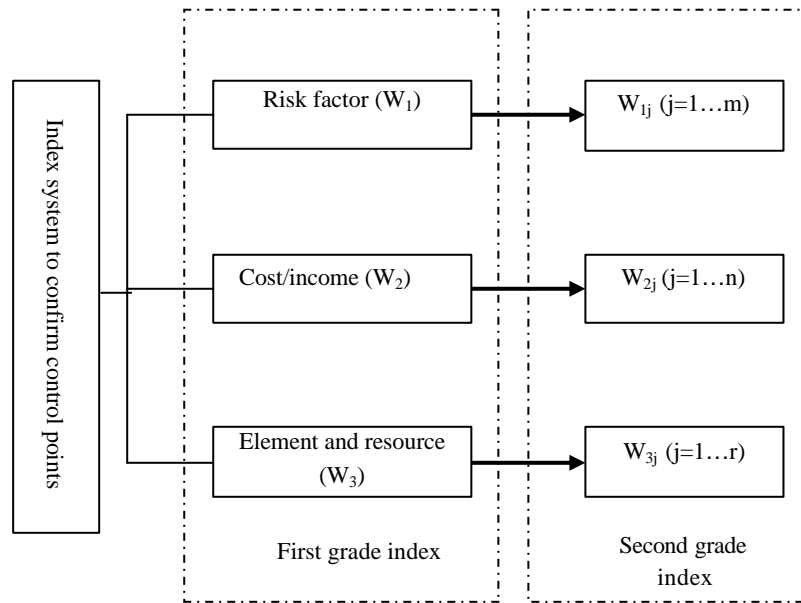 Index system to confirm control points
Risk factor (W₁)
W₁ⱼ (j=1…m)
Cost/income (W₂)
W₂ⱼ (j=1…n)
Element and resource
(W₃)
W₃ⱼ (j=1…r)
First grade index
Second grade
index